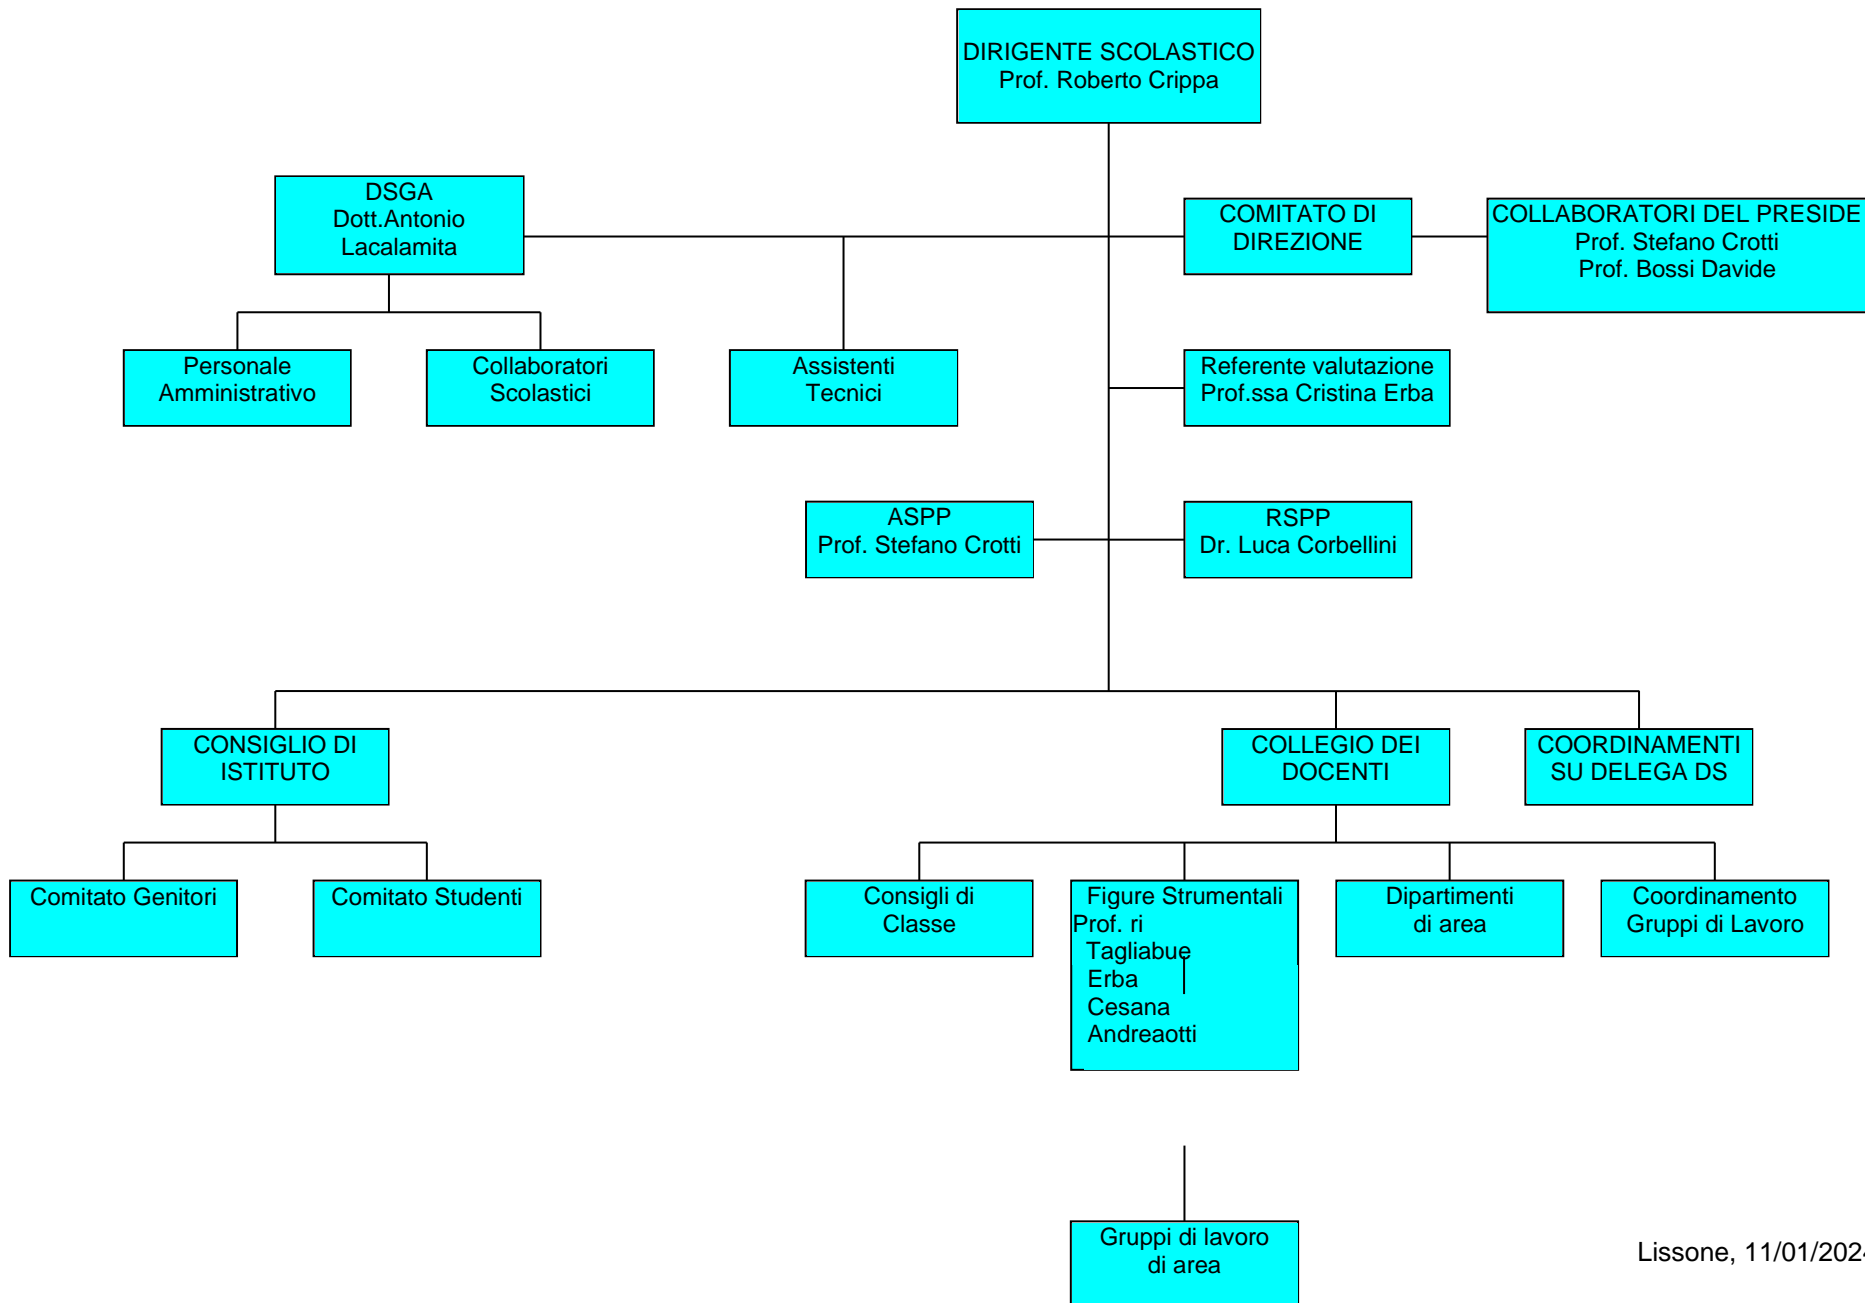 DIRIGENTE SCOLASTICO
Prof. Roberto Crippa
DSGA
Dott.Antonio
Lacalamita
COMITATO DI
DIREZIONE
COLLABORATORI DEL PRESIDE
Prof. Stefano Crotti
Prof. Bossi Davide
Personale
Amministrativo
Collaboratori
Scolastici
Assistenti
Tecnici
Referente valutazione
Prof.ssa Cristina Erba
ASPP
Prof. Stefano Crotti
RSPP
Dr. Luca Corbellini
CONSIGLIO DI
ISTITUTO
COLLEGIO DEI
DOCENTI
COORDINAMENTI
SU DELEGA DS
Comitato Genitori
Comitato Studenti
Consigli di
Classe
Figure Strumentali
Prof. ri
Tagliabue
Erba
Cesana
Andreaotti
Dipartimenti
di area
Coordinamento
Gruppi di Lavoro
Gruppi di lavoro
di area
Lissone, 11/01/2024